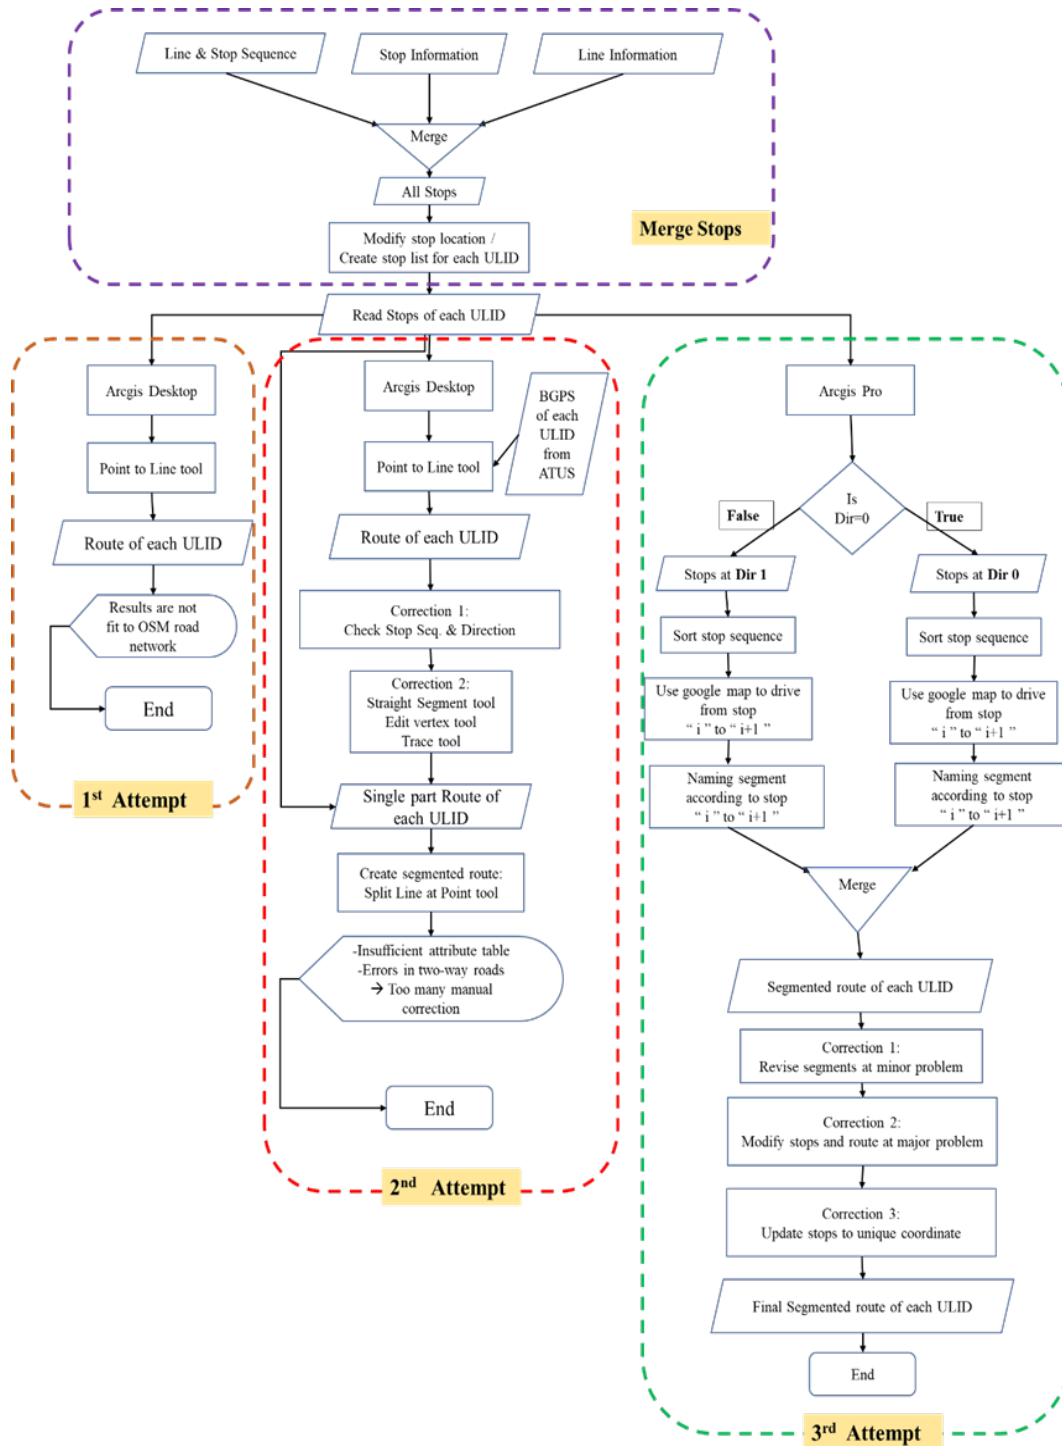 Line & Stop Sequence
Stop Information
Line Information
Merge
All Stops
Modify stop location /
Create stop list for each ULID
Merge Stops
Read Stops of each ULID
Arcgis Desktop
Point to Line tool
Route of each ULID
Results are not
fit to OSM road
network
End
1st Attempt
Arcgis Desktop
BGPS
of each
ULID
from
ATUS
Point to Line tool
Route of each ULID
Correction 1:
Check Stop Seq. & Direction
Correction 2:
Straight Segment tool
Edit vertex tool
Trace tool
Single part Route of
each ULID
Create segmented route:
Split Line at Point tool
-Insufficient attribute table
-Errors in two-way roads
→ Too many manual
correction
End
2nd Attempt
Arcgis Pro
Is
Dir=0
False
True
Stops at Dir 1
Sort stop sequence
Use google map to drive
from stop
“ i ” to “ i+1 ”
Naming segment
according to stop
“ i ” to “ i+1 ”
Stops at Dir 0
Sort stop sequence
Use google map to drive
from stop
“ i ” to “ i+1 ”
Naming segment
according to stop
“ i ” to “ i+1 ”
Merge
Segmented route of each ULID
Correction 1:
Revise segments at minor problem
Correction 2:
Modify stops and route at major problem
Correction 3:
Update stops to unique coordinate
Final Segmented route of each ULID
End
3rd Attempt